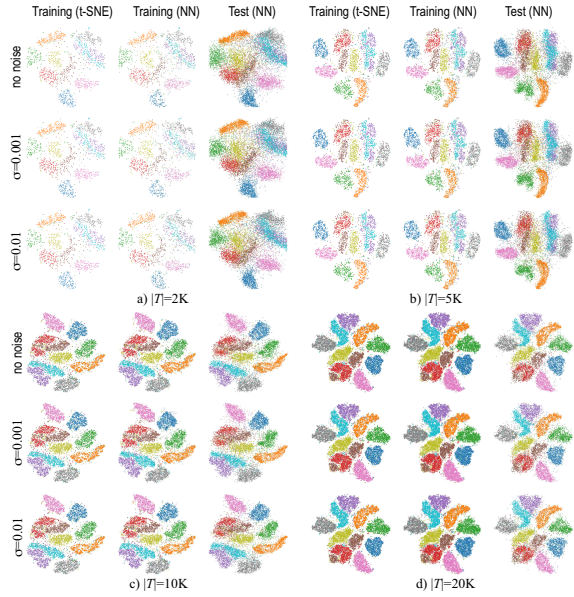 Training (t-SNE) Training (NN) Test (NN) Training (t-SNE) Training (NN) Test (NN)
no noise
σ=0.001
σ=0.01
a) |T|=2K b) |T|=5K
no noise
σ=0.001
σ=0.01
c) |T|=10K d) |T|=20K